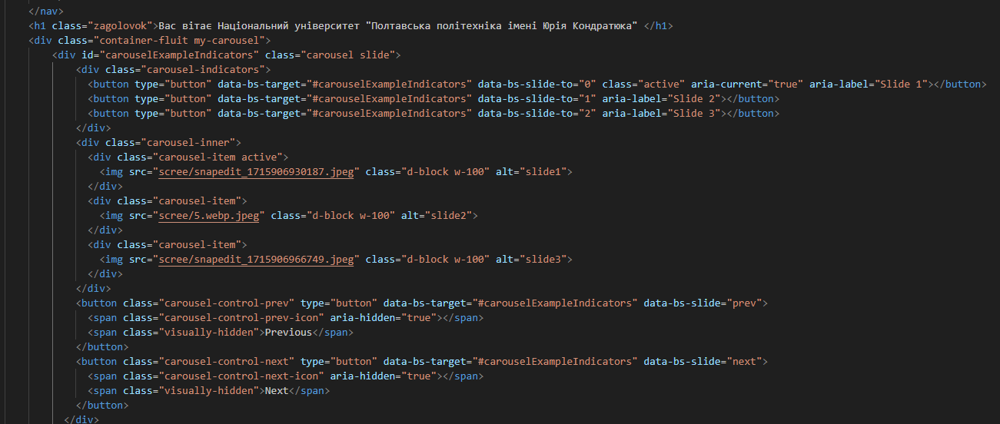 </nav>
<h1 class="zagolovok">Вас вітає Національний університет "Полтавська політехніка імені Юрія Кондратюка" </h1>
<div class="container-fluit my-carousel">
<div id="carouselExampleIndicators" class="carousel slide">
<div class="carousel-indicators">
<button type="button" data-bs-target="#carouselExampleIndicators" data-bs-slide-to="0" class="active" aria-current="true" aria-label="Slide 1"></button>
<button type="button" data-bs-target="#carouselExampleIndicators" data-bs-slide-to="1" aria-label="Slide 2"></button>
<button type="button" data-bs-target="#carouselExampleIndicators" data-bs-slide-to="2" aria-label="Slide 3"></button>
</div>
<div class="carousel-inner">
<div class="carousel-item active">
<img src="scree/snapedit_1715906930187.jpeg" class="d-block w-100" alt="slide1">
</div>
<div class="carousel-item">
<img src="scree/5.webp.jpeg" class="d-block w-100" alt="slide2">
</div>
<div class="carousel-item">
<img src="scree/snapedit_1715906966749.jpeg" class="d-block w-100" alt="slide3">
</div>
</div>
<button class="carousel-control-prev" type="button" data-bs-target="#carouselExampleIndicators" data-bs-slide="prev">
<span class="carousel-control-prev-icon" aria-hidden="true"></span>
<span class="visually-hidden">Previous</span>
</button>
<button class="carousel-control-next" type="button" data-bs-target="#carouselExampleIndicators" data-bs-slide="next">
<span class="carousel-control-next-icon" aria-hidden="true"></span>
<span class="visually-hidden">Next</span>
</button>
</div>